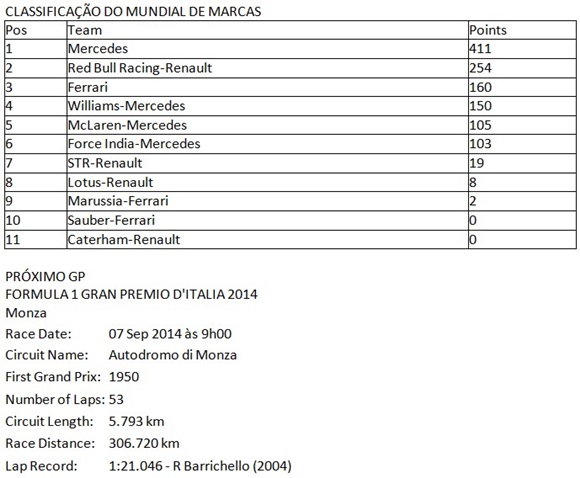 CLASSIFICAÇÃO DO MUNDIAL DE MARCAS
Pos Team Points
1 Mercedes 411
2 Red Bull Racing-Renault 254
3 Ferrari 160
4 Williams-Mercedes 150
5 McLaren-Mercedes 105
6 Force India-Mercedes 103
7 STR-Renault 19
8 Lotus-Renault 8
9 Marussia-Ferrari 2
10 Sauber-Ferrari 0
11 Caterham-Renault 0
PRÓXIMO GP
FORMULA 1 GRAN PREMIO D'ITALIA 2014
Monza
Race Date: 07 Sep 2014 às 9h00
Circuit Name: Autodromo di Monza
First Grand Prix: 1950
Number of Laps: 53
Circuit Length: 5.793 km
Race Distance: 306.720 km
Lap Record: 1:21.046 - R Barrichello (2004)